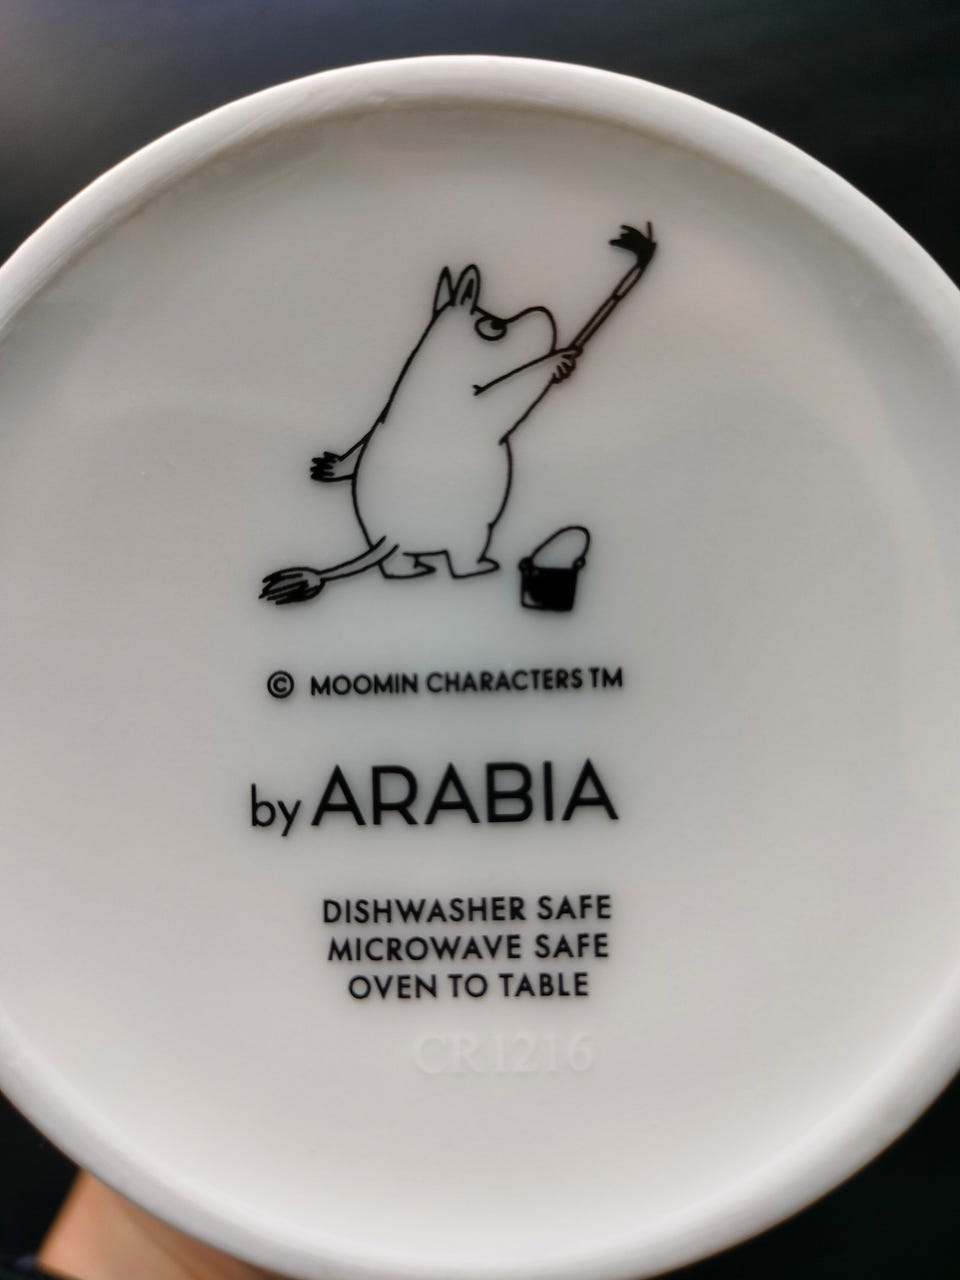 © MOOMIN CHARACTERS TM
by ARABIA
DISHWASHER SAFE
MICROWAVE SAFE
OVEN TO TABLE
CR1216